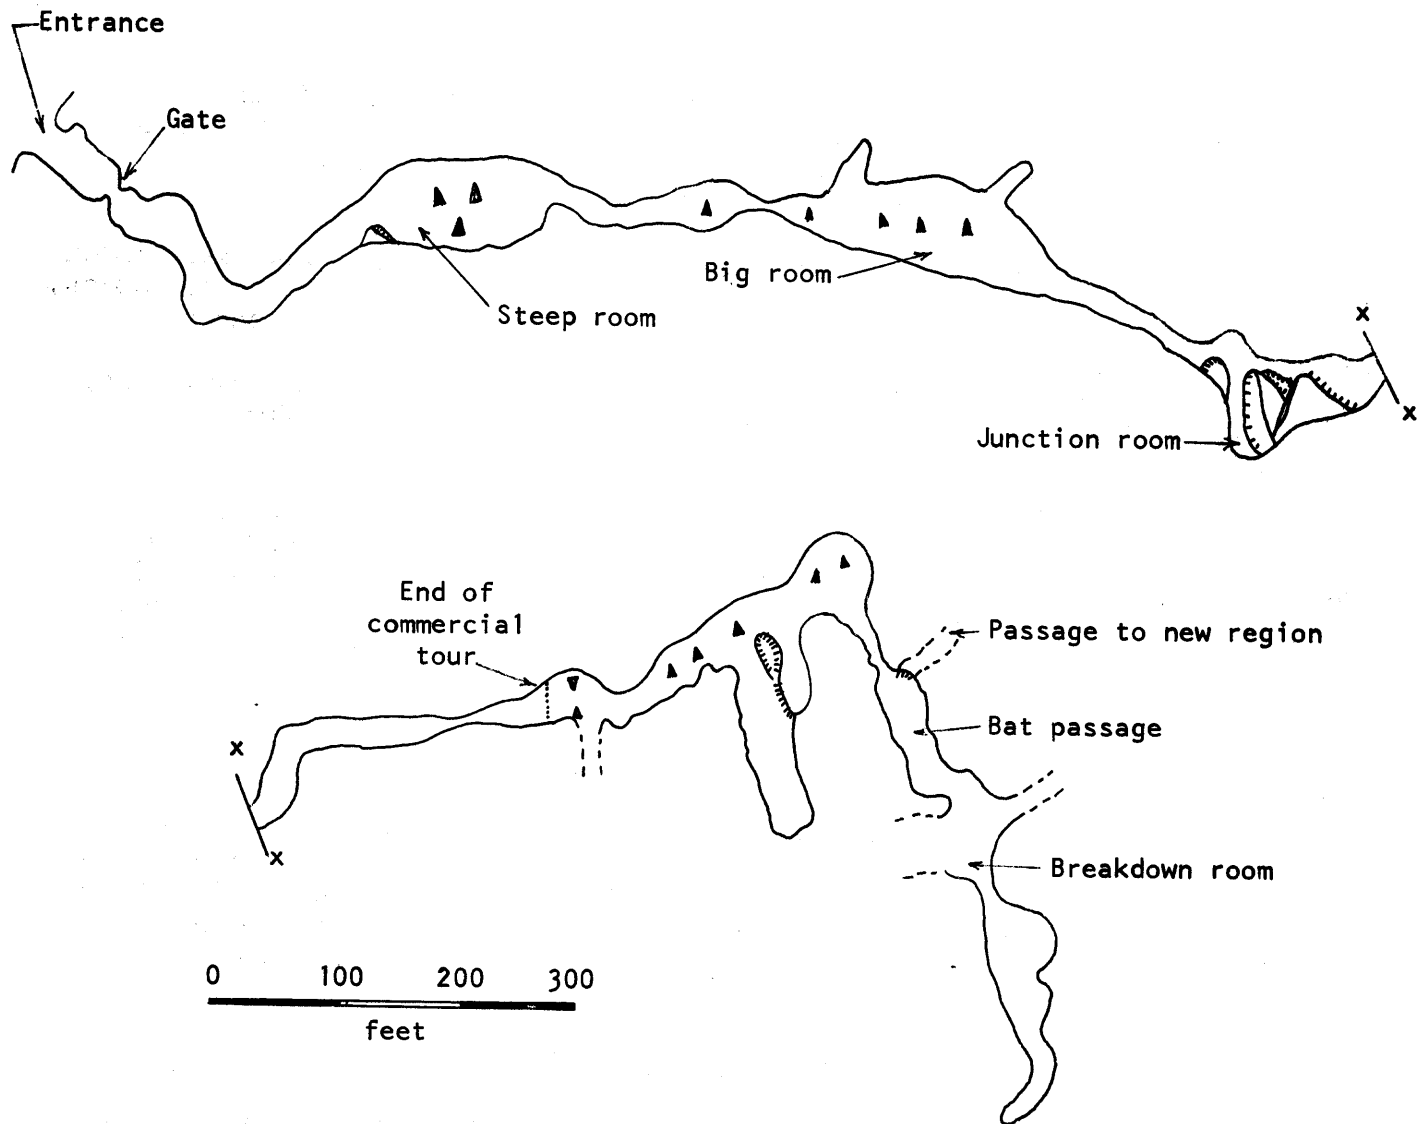 Entrance
Gate
Steep room
Big room
Junction room
x
x
End of
commercial
tour
Passage to new region
Bat passage
Breakdown room
x
x
0 100 200 300
feet